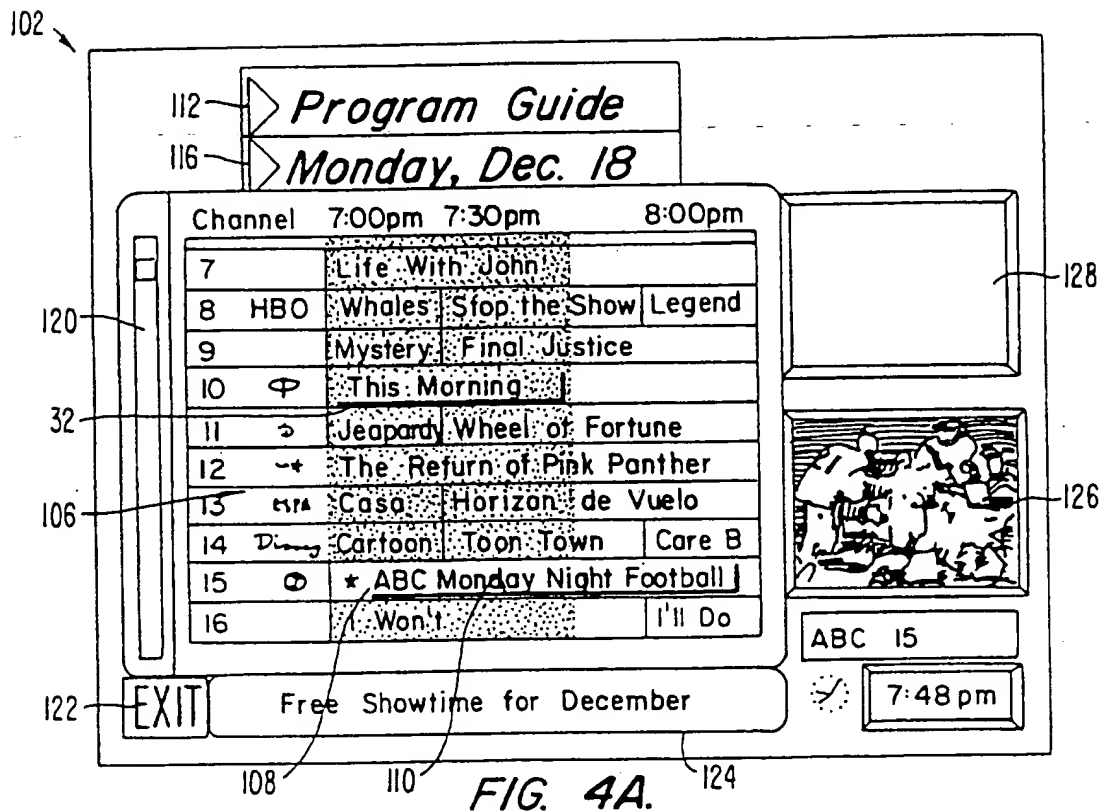 102
112 Program Guide
116 Monday, Dec. 18
Channel 7:00pm 7:30pm 8:00pm
7 Life With John
128
120
8 HBO Whales Stop the Show Legend
9 Mystery Final Justice
10 This Morning
32
11 Jeopardy Wheel of Fortune
12 The Return of Pink Panther
106
13 Casa Horizon de Vuelo
126
14 Disney Cartoon Toon Town Care B
15 * ABC Monday Night Football
16 I Won't I'll Do
ABC 15
122 EXIT Free Showtime for December 7:48pm
108 110 124
FIG. 4A.